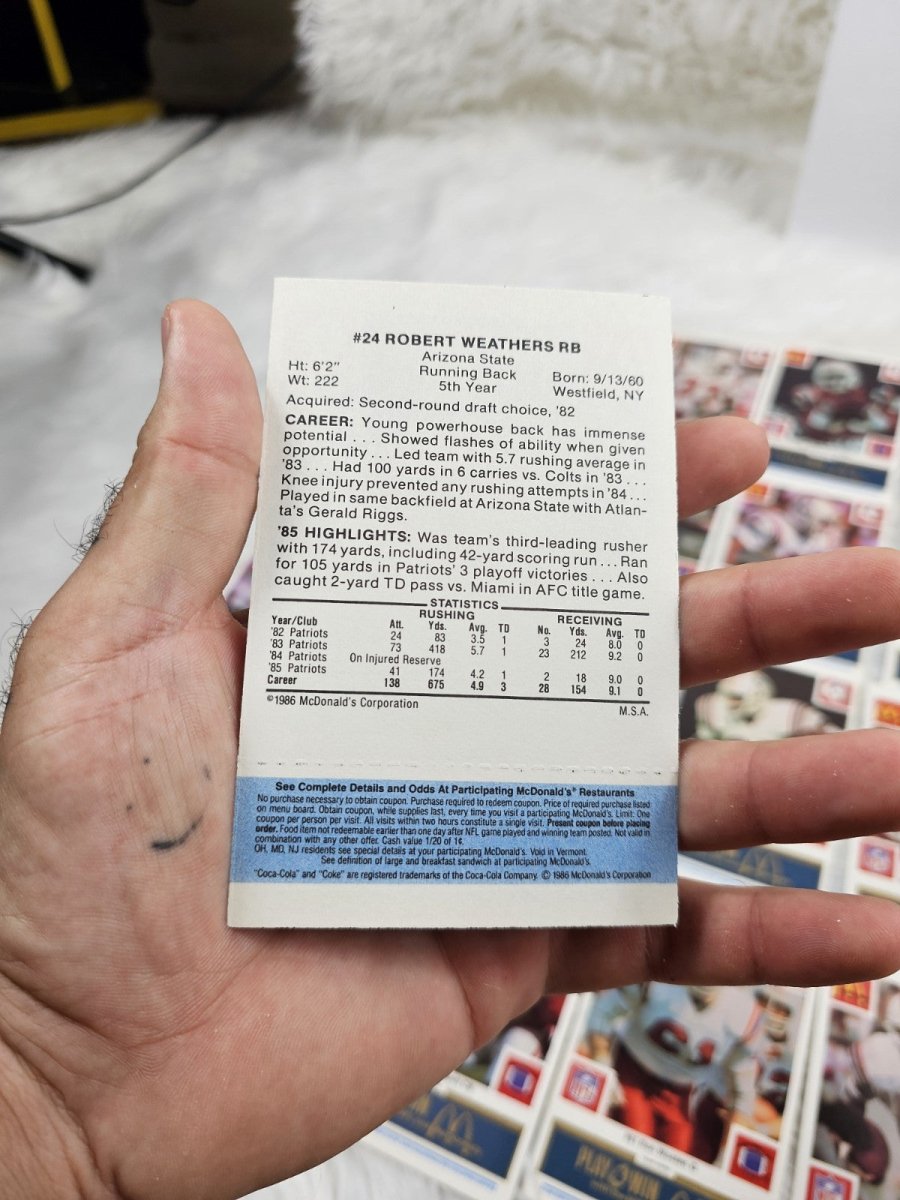 #24 ROBERT WEATHERS RB
Arizona State
Ht: 6'2" Running Back Born: 9/13/60
Wt: 222 5th Year Westfield, NY
Acquired: Second-round draft choice, '82
CAREER: Young powerhouse back has immense
potential . . . Showed flashes of ability when given
opportunity . . . Led team with 5.7 rushing average in
'83 . . . Had 100 yards in 6 carries vs. Colts in '83 . . .
Knee injury prevented any rushing attempts in '84 . . .
Played in same backfield at Arizona State with Atlan-
ta's Gerald Riggs.
'85 HIGHLIGHTS: Was team's third-leading rusher
with 174 yards, including 42-yard scoring run . . . Ran
for 105 yards in Patriots' 3 playoff victories . . . Also
caught 2-yard TD pass vs. Miami in AFC title game.
STATISTICS
RUSHING RECEIVING
Year/Club Att. Yds. Avg. TD No. Yds. Avg. TD
'82 Patriots 24 83 3.5 1 3 24 8.0 0
'83 Patriots 73 418 5.7 1 23 212 9.2 0
'84 Patriots On Injured Reserve
'85 Patriots 41 174 4.2 1 2 18 9.0 0
Career 138 675 4.9 3 28 154 9.1 0
©1986 McDonald's Corporation M.S.A.
See Complete Details and Odds At Participating McDonald's® Restaurants
No purchase necessary to obtain coupon. Purchase required to redeem coupon. Price of required purchase listed
on menu board. Obtain coupon, while supplies last, every time you visit a participating McDonald's. Limit: One
coupon per person per visit. All visits within two hours constitute a single visit. Present coupon before placing
order. Food item not redeemable earlier than one day after NFL game played and winning team posted. Not valid in
combination with any other offer. Cash value 1/20 of 1¢
OH, MD, NJ residents see special details at your participating McDonald's. Void in Vermont.
See definition of large and breakfast sandwich at participating McDonald's.
"Coca-Cola" and "Coke" are registered trademarks of the Coca-Cola Company. © 1986 McDonald's Corporation
PLAY & WIN